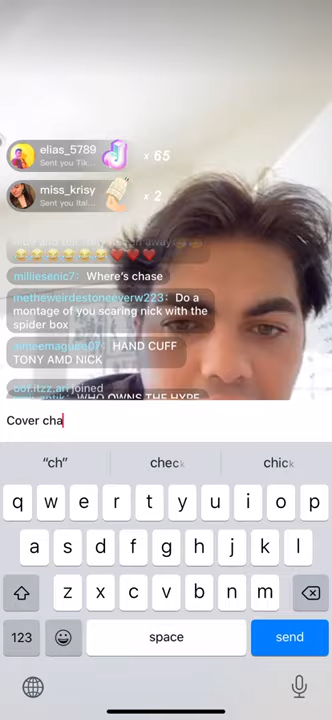 elias_5789
Sent you Tik...
x 65
miss_krisy
Sent you Ital...
x 2
milliesenic7: Where's chase
metheweirdestoneeverw223: Do a
montage of you scaring nick with the
spider box
aimeemaguire07: HAND CUFF
TONY AMD NICK
joined
WHO OWNS THE HYPE
Cover cha
"ch" check chick
q w e r t y u i o p
a s d f g h j k l
z x c v b n m
123 space send